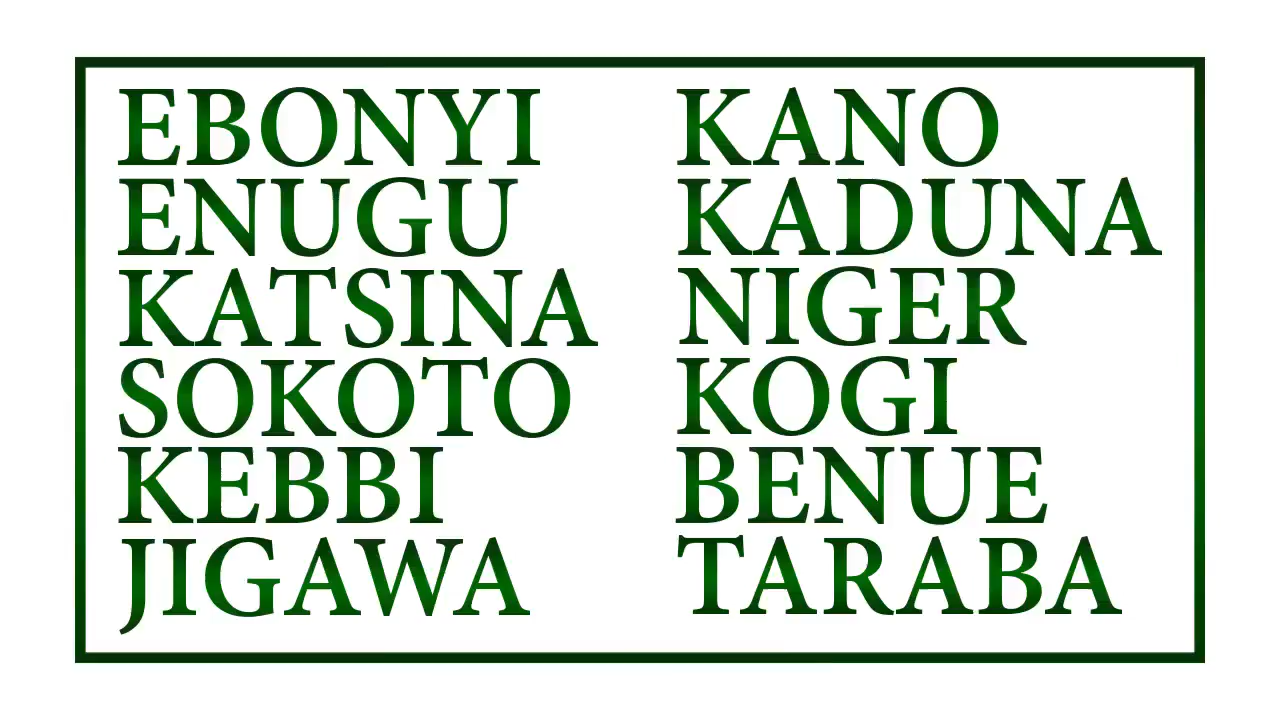 EBONYI
ENUGU
KATSINA
SOKOTO
KEBBI
JIGAWA
KANO
KADUNA
NIGER
KOGI
BENUE
TARABA